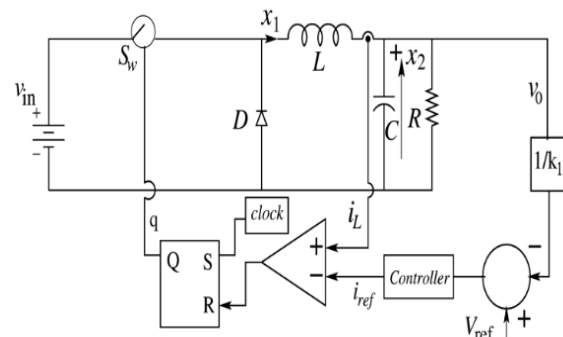 x₁
S_w
L
+
x₂
v_in
+
−
D
C
R
v₀
1/k₁
q
clock
i_L
Q
S
+
−
R
i_ref
Controller
−
V_ref
+